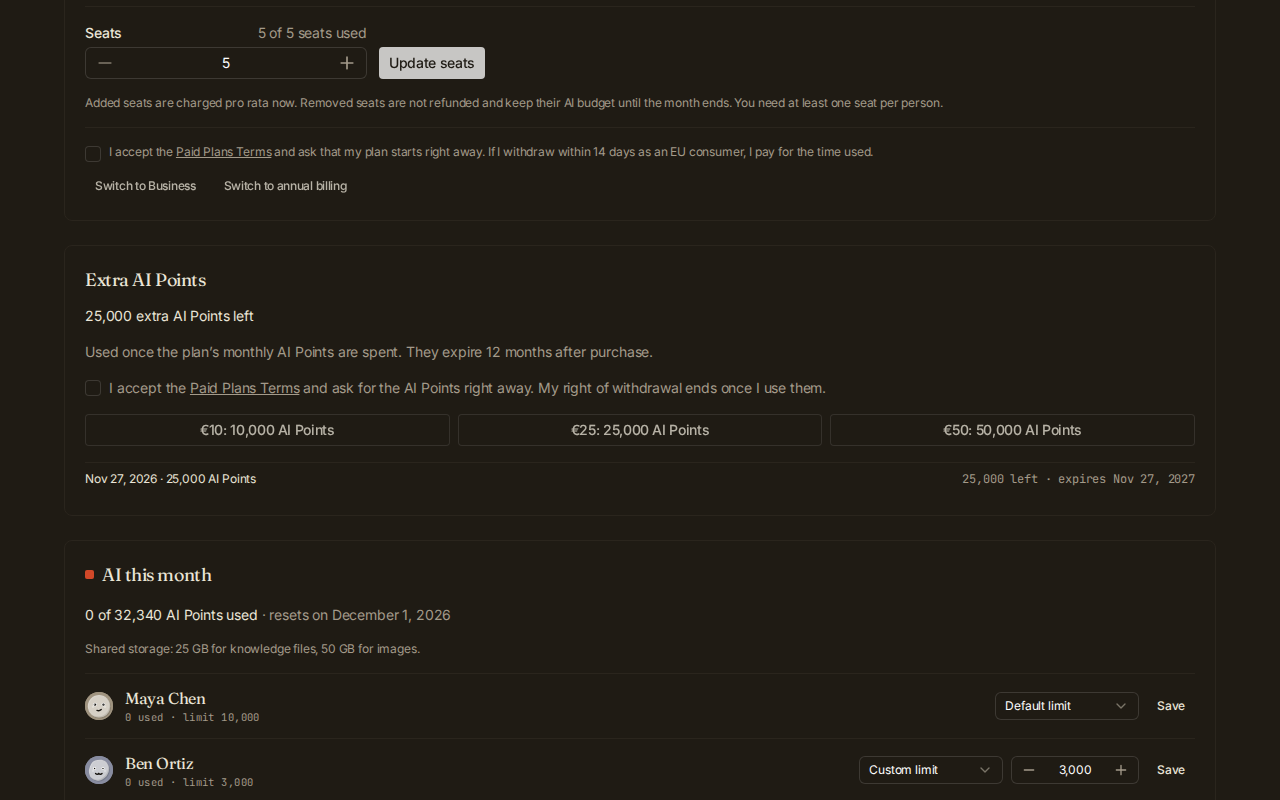 Seats 5 of 5 seats used
5 Update seats
Added seats are charged pro rata now. Removed seats are not refunded and keep their AI budget until the month ends. You need at least one seat per person.
I accept the Paid Plans Terms and ask that my plan starts right away. If I withdraw within 14 days as an EU consumer, I pay for the time used.
Switch to Business Switch to annual billing
Extra AI Points
25,000 extra AI Points left
Used once the plan’s monthly AI Points are spent. They expire 12 months after purchase.
I accept the Paid Plans Terms and ask for the AI Points right away. My right of withdrawal ends once I use them.
€10: 10,000 AI Points €25: 25,000 AI Points €50: 50,000 AI Points
Nov 27, 2026 · 25,000 AI Points 25,000 left · expires Nov 27, 2027
AI this month
0 of 32,340 AI Points used · resets on December 1, 2026
Shared storage: 25 GB for knowledge files, 50 GB for images.
Maya Chen
0 used · limit 10,000
Default limit Save
Ben Ortiz
0 used · limit 3,000
Custom limit 3,000 Save